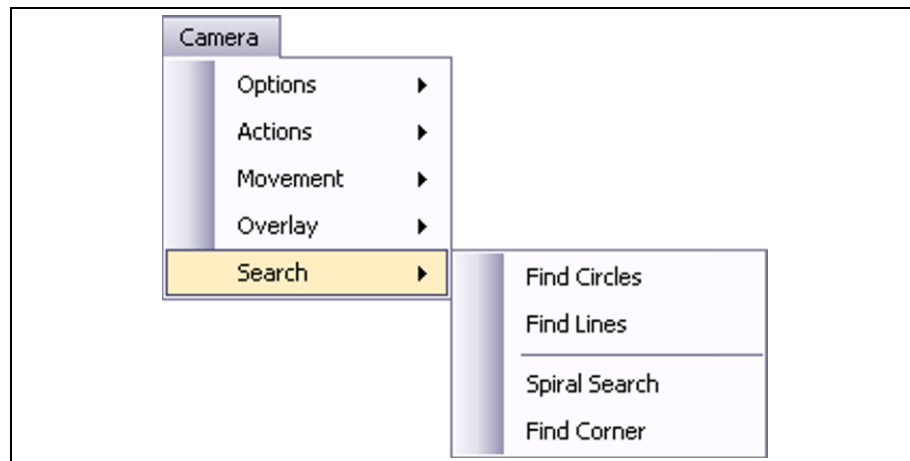 Camera
Options
Actions
Movement
Overlay
Search
Find Circles
Find Lines
Spiral Search
Find Corner